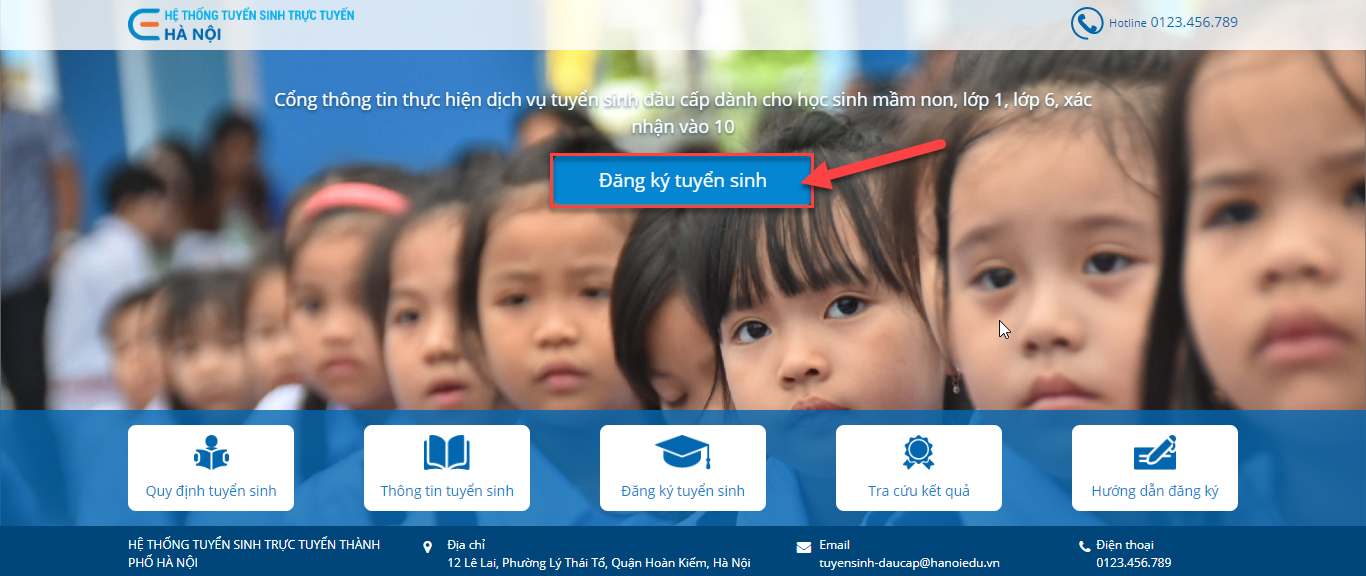 HỆ THỐNG TUYỂN SINH TRỰC TUYẾN
HÀ NỘI
Hotline 0123.456.789
Cổng thông tin thực hiện dịch vụ tuyển sinh đầu cấp dành cho học sinh mầm non, lớp 1, lớp 6, xác
nhận vào 10
Đăng ký tuyển sinh
Quy định tuyển sinh
Thông tin tuyển sinh
Đăng ký tuyển sinh
Tra cứu kết quả
Hướng dẫn đăng ký
HỆ THỐNG TUYỂN SINH TRỰC TUYẾN THÀNH
PHỐ HÀ NỘI
Địa chỉ
12 Lê Lai, Phường Lý Thái Tổ, Quận Hoàn Kiếm, Hà Nội
Email
tuyensinh-daucap@hanoiedu.vn
Điện thoại
0123.456.789